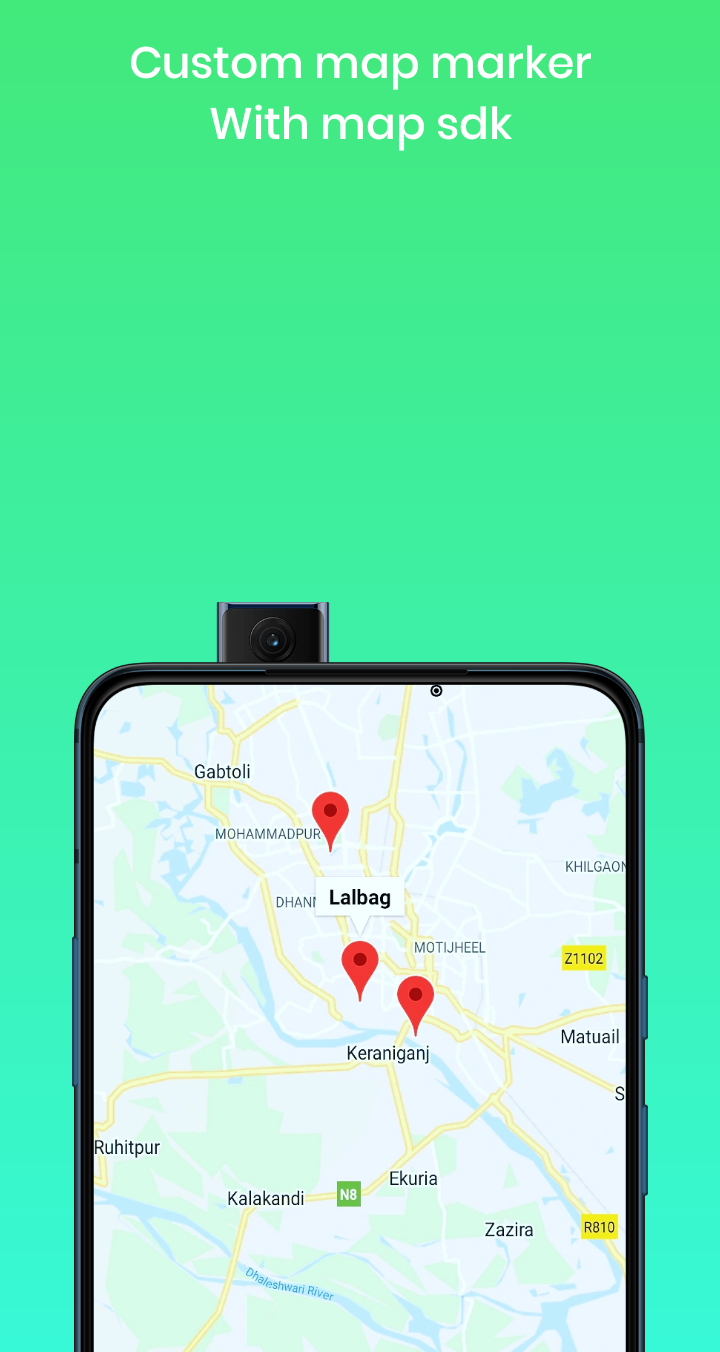 Custom map marker
With map sdk
Gabtoli
MOHAMMADPUR
KHILGAON
DHANN
Lalbag
MOTIJHEEL
Z1102
Matuail
Keraniganj
S
Ruhitpur
Ekuria
Kalakandi
N8
Zazira
R810
Dhaleshwari River